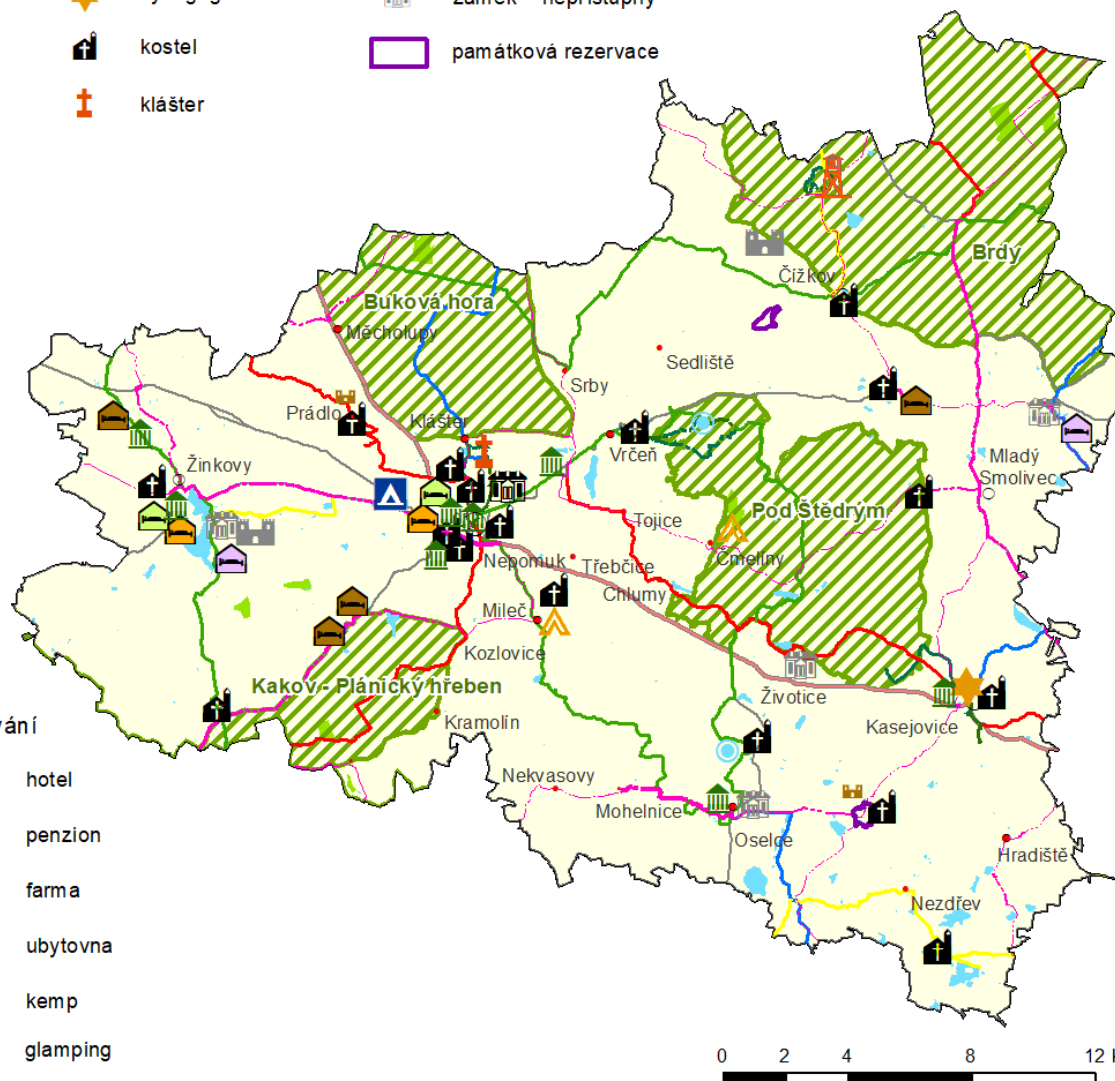 kostel
památková rezervace
klášter
Brdy
Čížkov
Buková hora
Měcholupy
Sedliště
Srby
Prádlo
Klášter
Vrčeň
Žinkovy
Mladý
Smolivec
Pod Štědrým
Tojice
Čmelíny
Nepomuk
Třebčice
Chlumy
Mileč
Kozlovice
Kakov - Plánický hřeben
Životice
Kramolín
Kasejovice
vání
hotel
Nekvasovy
Mohelnice
penzion
Oselce
Hradiště
farma
Nezdřev
ubytovna
kemp
glamping
0 2 4 8 12